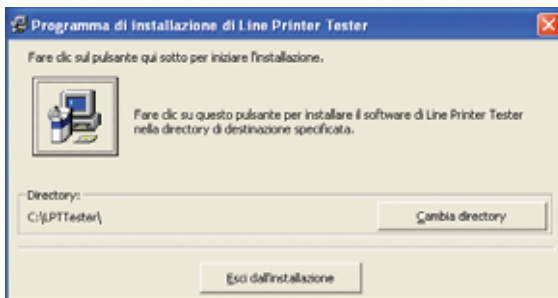 Programma di installazione di Line Printer Tester
Fare clic sul pulsante qui sotto per iniziare l'installazione.
Fare clic su questo pulsante per installare il software di Line Printer Tester
nella directory di destinazione specificata.
Directory:
C:\LPTTester\
Cambia directory
Esci dall'installazione